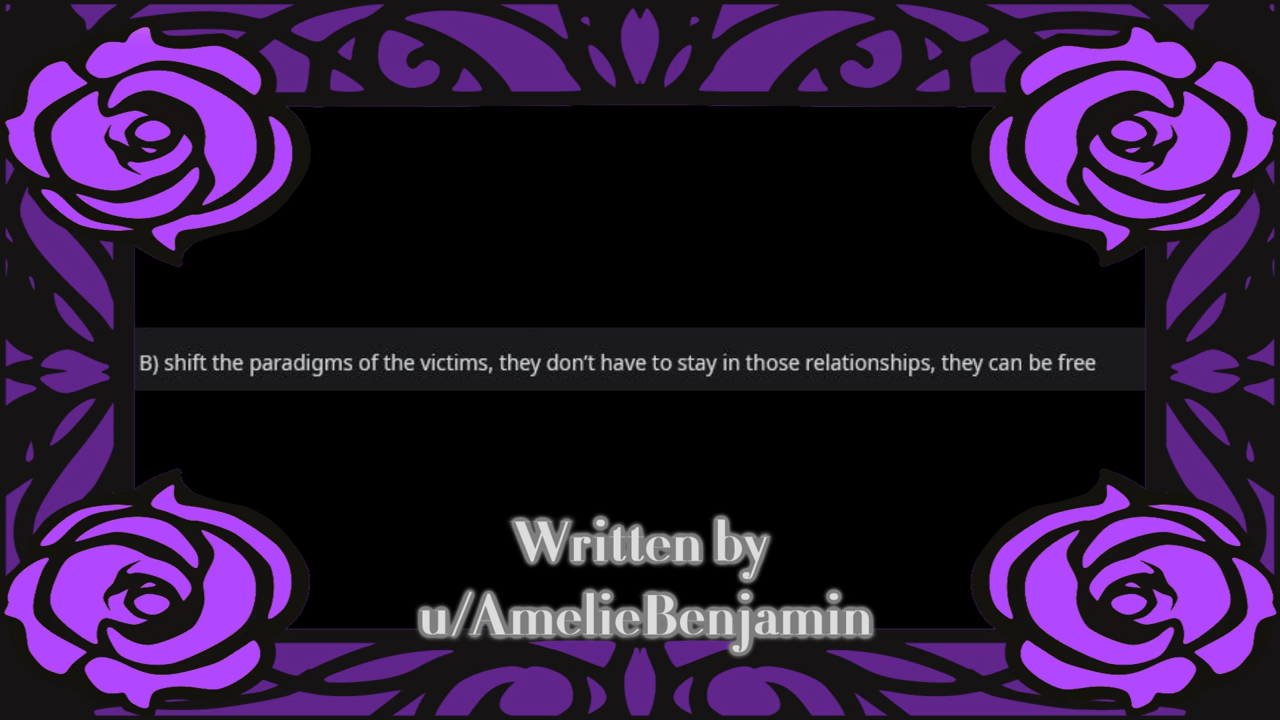 B) shift the paradigms of the victims, they don’t have to stay in those relationships, they can be free
Written by
u/AmelieBenjamin